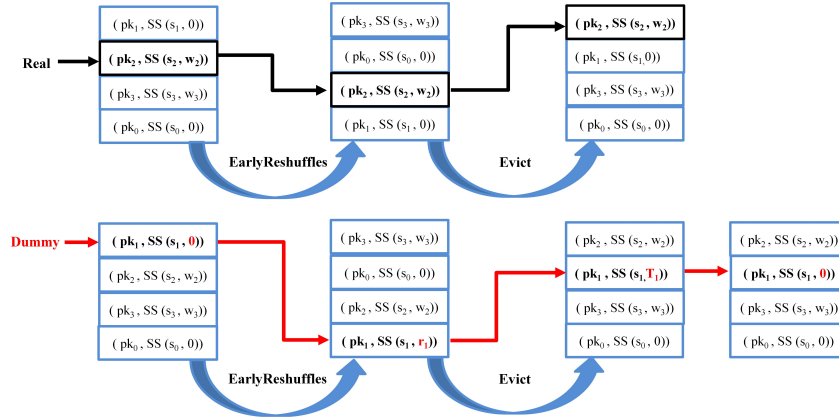 ( pk₁ , SS (s₁ , 0))
( pk₂ , SS (s₂ , w₂))
( pk₃ , SS (s₃ , w₃))
( pk₀ , SS (s₀ , 0))
Real
( pk₃ , SS (s₃ , w₃))
( pk₀ , SS (s₀ , 0))
( pk₂ , SS (s₂ , w₂))
( pk₁ , SS (s₁ , 0))
( pk₂ , SS (s₂ , w₂))
( pk₁ , SS (s₁,0))
( pk₃ , SS (s₃ , w₃))
( pk₀ , SS (s₀ , 0))
EarlyReshuffles
Evict
Dummy
( pk₁ , SS (s₁ , 0))
( pk₂ , SS (s₂ , w₂))
( pk₃ , SS (s₃ , w₃))
( pk₀ , SS (s₀ , 0))
( pk₃ , SS (s₃ , w₃))
( pk₀ , SS (s₀ , 0))
( pk₂ , SS (s₂ , w₂))
( pk₁ , SS (s₁ , r₁))
( pk₂ , SS (s₂ , w₂))
( pk₁ , SS (s₁,T₁))
( pk₃ , SS (s₃ , w₃))
( pk₀ , SS (s₀ , 0))
( pk₂ , SS (s₂ , w₂))
( pk₁ , SS (s₁ , 0))
( pk₃ , SS (s₃ , w₃))
( pk₀ , SS (s₀ , 0))
EarlyReshuffles
Evict